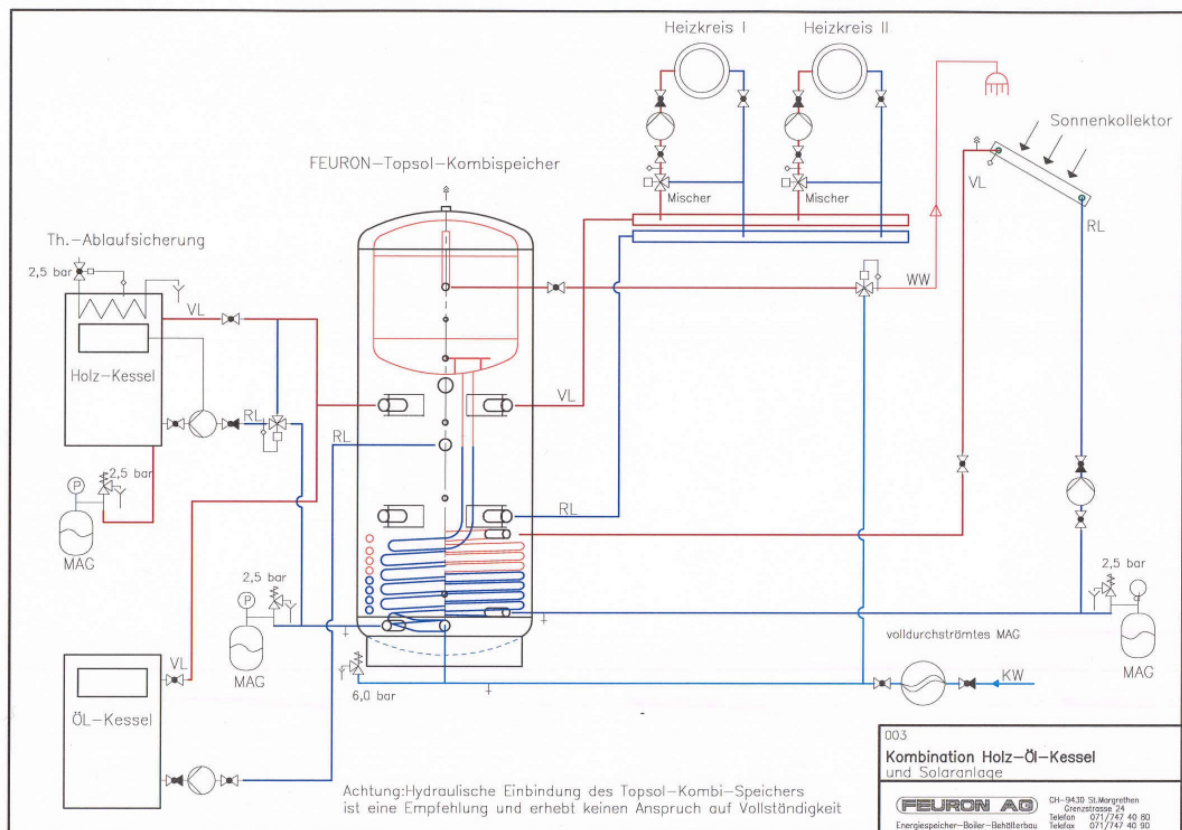 Heizkreis I
Heizkreis II
Sonnenkollektor
FEURON-Topsol-Kombispeicher
VL
Mischer
Mischer
RL
Th.-Ablaufsicherung
2,5 bar
VL
WW
Holz-Kessel
RL
VL
RL
2,5 bar
P
MAG
RL
2,5 bar
P
MAG
2,5 bar
MAG
volldurchströmtes MAG
VL
6,0 bar
KW
ÖL-Kessel
003
Kombination Holz-Öl-Kessel
und Solaranlage
Achtung:Hydraulische Einbindung des Topsol-Kombi-Speichers
ist eine Empfehlung und erhebt keinen Anspruch auf Vollständigkeit
FEURON AG
Energiespeicher-Boiler-Behälterbau
CH-9430 St.Margrethen
Grenzstrasse 24
Telefon 071/747 40 80
Telefax 071/747 40 90